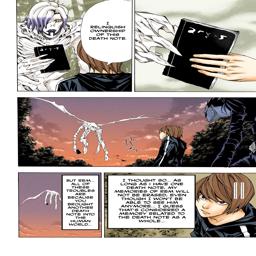 I
RELINQUISH
OWNERSHIP
OF THIS
DEATH NOTE.
BUT REM...
ALL OF
THESE
TROUBLES
ARE
BECAUSE
YOU
BROUGHT
ANOTHER
DEATH
NOTE INTO
THE
HUMAN
WORLD...
I THOUGHT SO... AS
LONG AS I HAVE ONE
DEATH NOTE, MY
MEMORIES OF REM WILL
NOT BE ERASED. EVEN
THOUGH I WON'T BE
ABLE TO SEE HIM
ANYMORE... I GUESS
THAT'S CONSIDERED A
MEMORY RELATED
TO THE DEATH NOTE AS A
WHOLE...